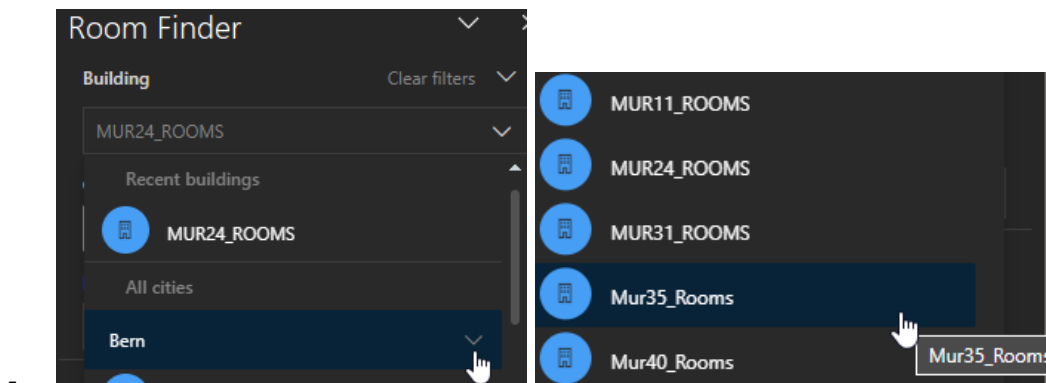 Room Finder
Building
Clear filters
MUR24_ROOMS
Recent buildings
MUR24_ROOMS
All cities
Bern
MUR11_ROOMS
MUR24_ROOMS
MUR31_ROOMS
Mur35_Rooms
Mur40_Rooms
Mur35_Rooms